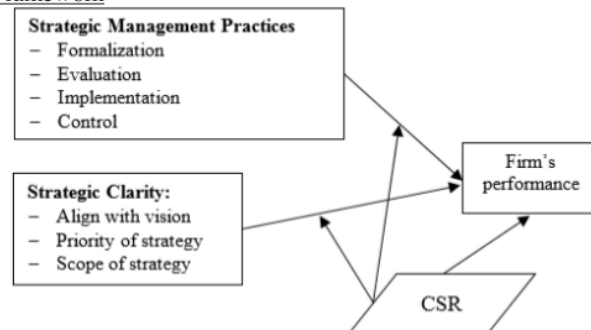 Strategic Management Practices
– Formalization
– Evaluation
– Implementation
– Control
Firm's
performance
Strategic Clarity:
– Align with vision
– Priority of strategy
– Scope of strategy
CSR